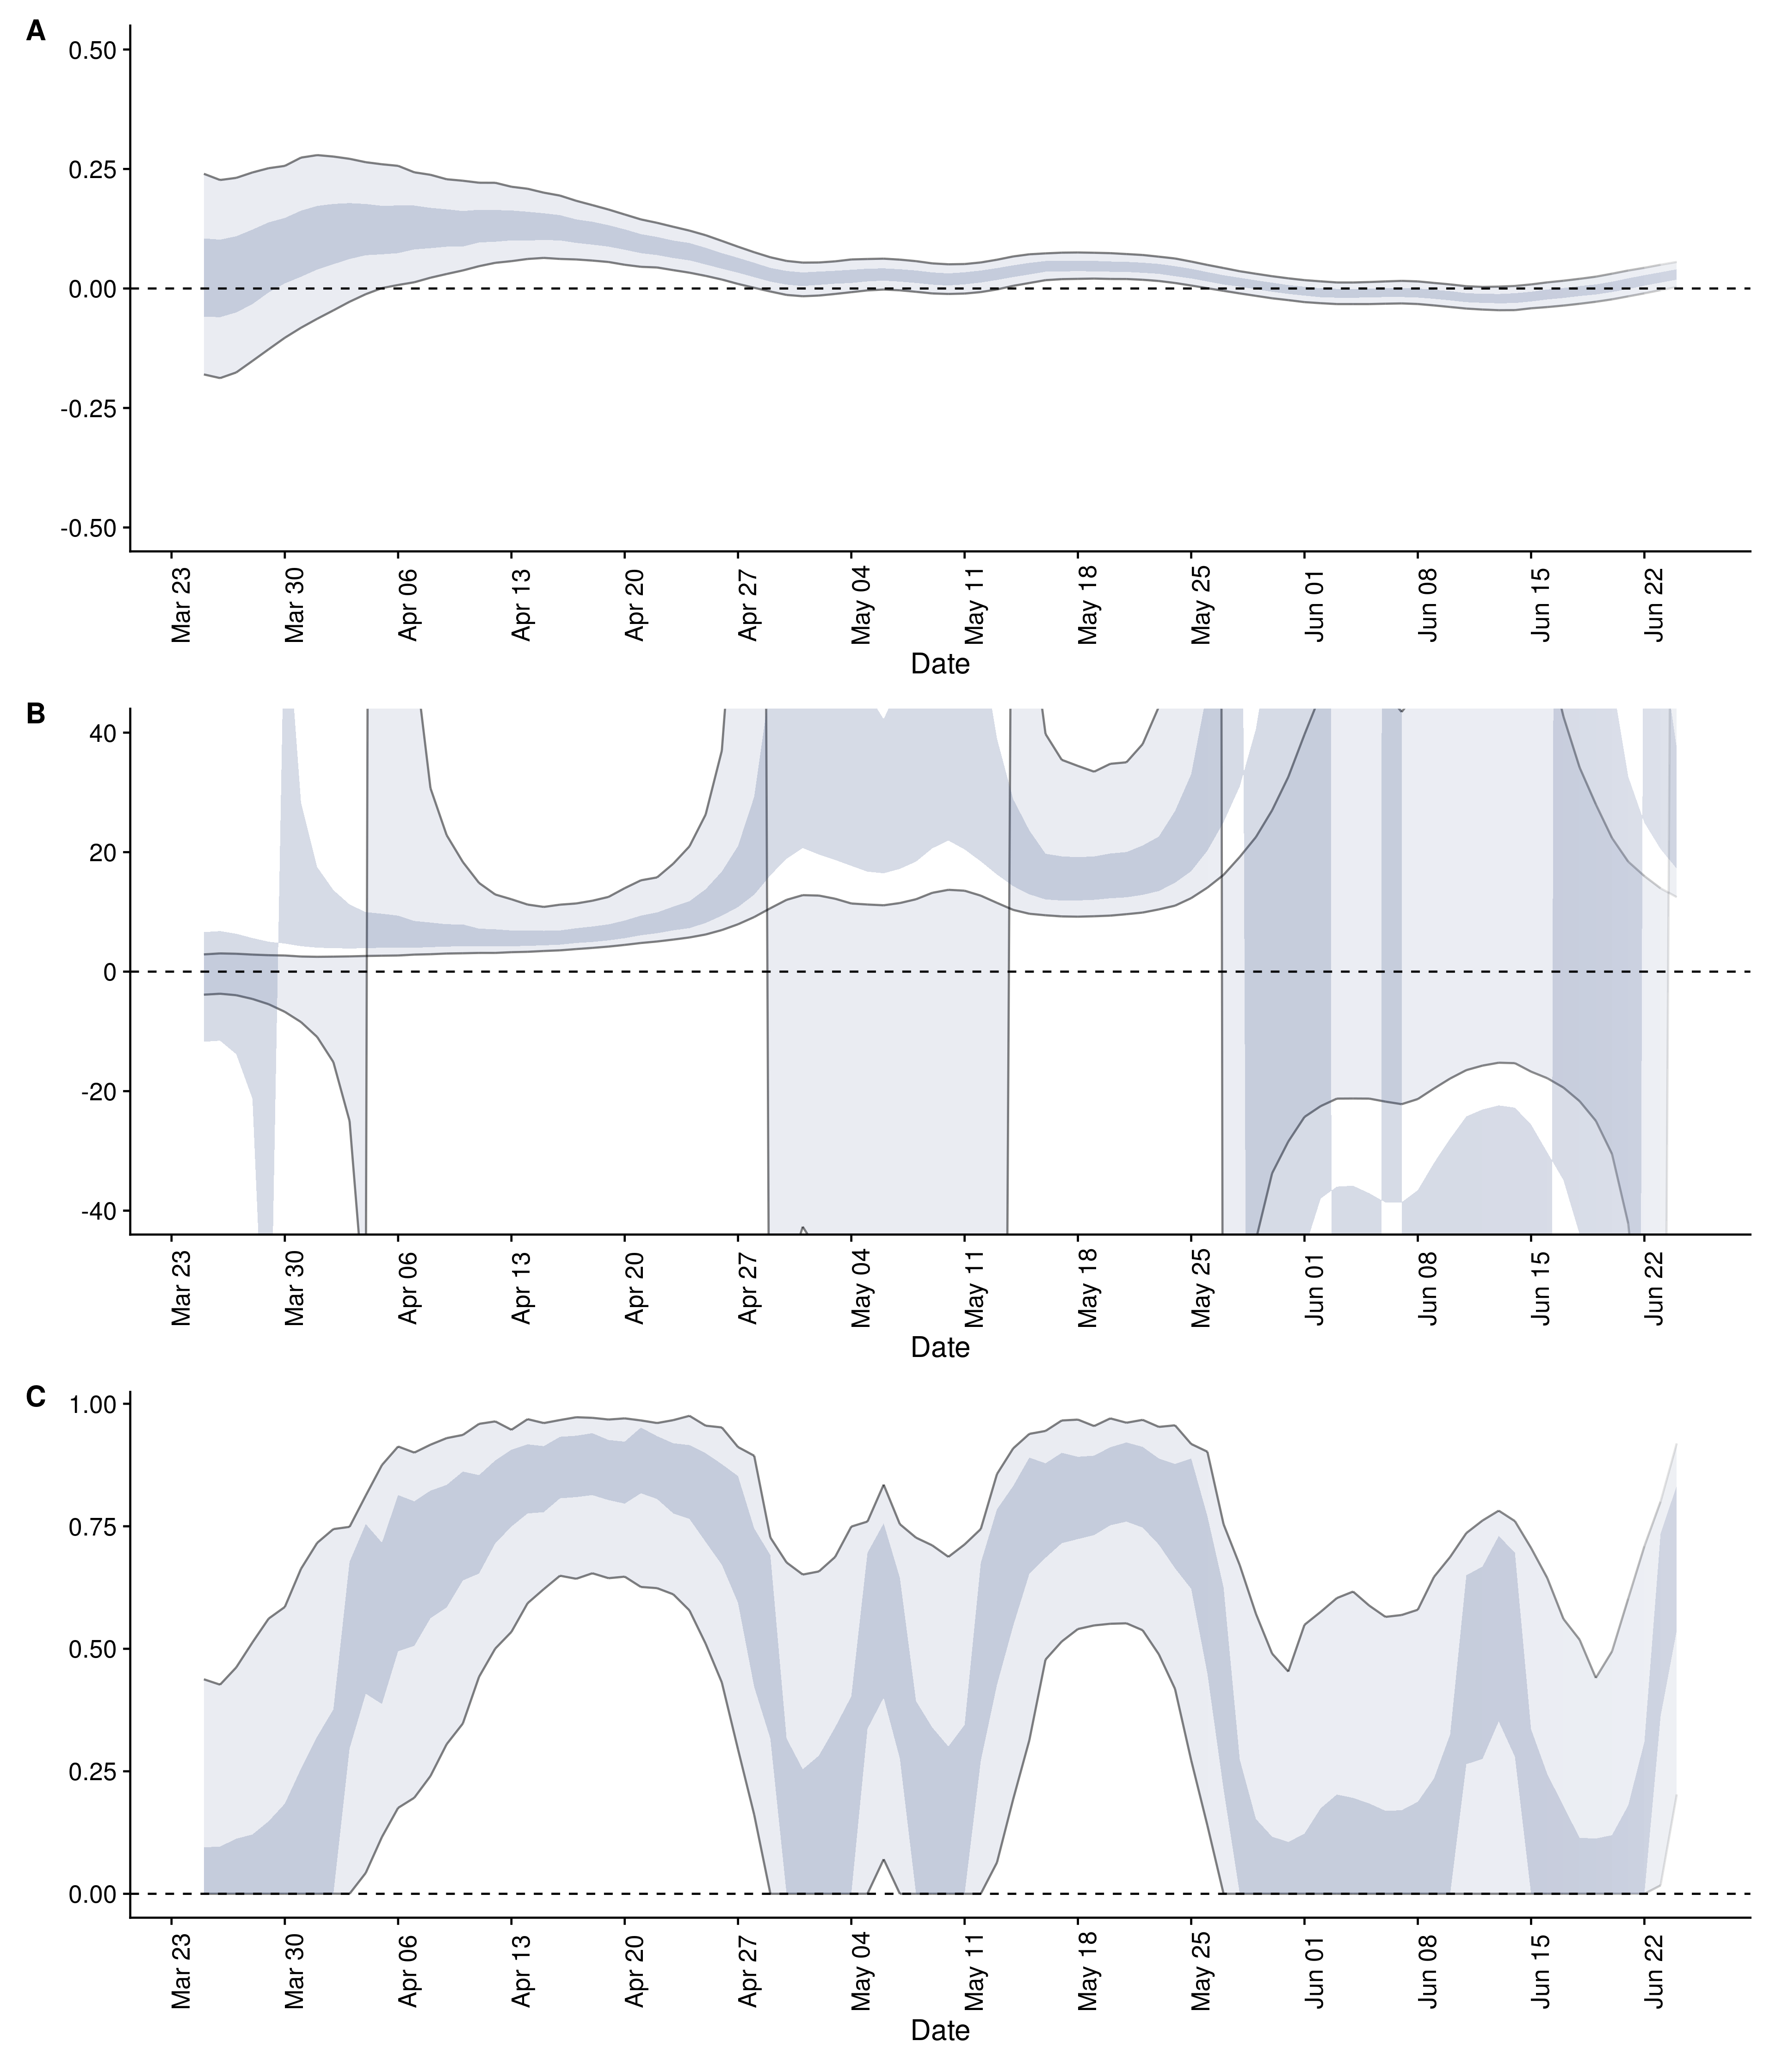 A
0.50
0.25
0.00
-0.25
-0.50
Mar 23
Mar 30
Apr 06
Apr 13
Apr 20
Apr 27
May 04
May 11
May 18
May 25
Jun 01
Jun 08
Jun 15
Jun 22
Date
B
40
20
0
-20
-40
Mar 23
Mar 30
Apr 06
Apr 13
Apr 20
Apr 27
May 04
May 11
May 18
May 25
Jun 01
Jun 08
Jun 15
Jun 22
Date
C
1.00
0.75
0.50
0.25
0.00
Mar 23
Mar 30
Apr 06
Apr 13
Apr 20
Apr 27
May 04
May 11
May 18
May 25
Jun 01
Jun 08
Jun 15
Jun 22
Date